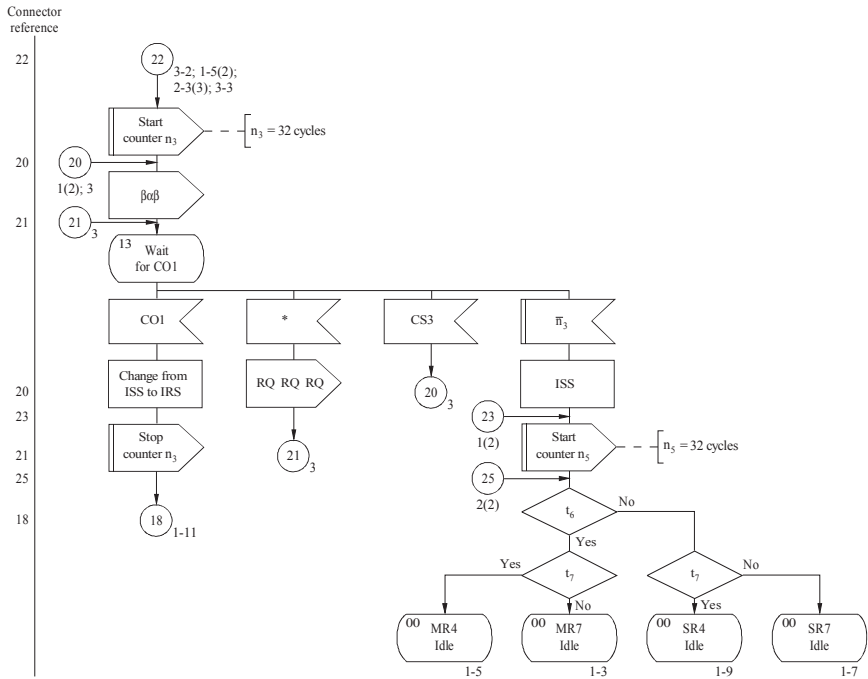 Connector
reference
22
22
3-2; 1-5(2);
2-3(3); 3-3
Start
counter n3
n3 = 32 cycles
20
20
1(2); 3
βαβ
21
21
3
13
Wait
for CO1
CO1
*
CS3
n̄3
Change from
ISS to IRS
RQ RQ RQ
20
3
ISS
20
23
23
1(2)
Stop
counter n3
21
3
Start
counter n5
n5 = 32 cycles
21
25
25
2(2)
18
18
1-11
t6
No
Yes
Yes
t7
No
t7
No
Yes
00
MR4
Idle
1-5
00
MR7
Idle
1-3
00
SR4
Idle
1-9
00
SR7
Idle
1-7